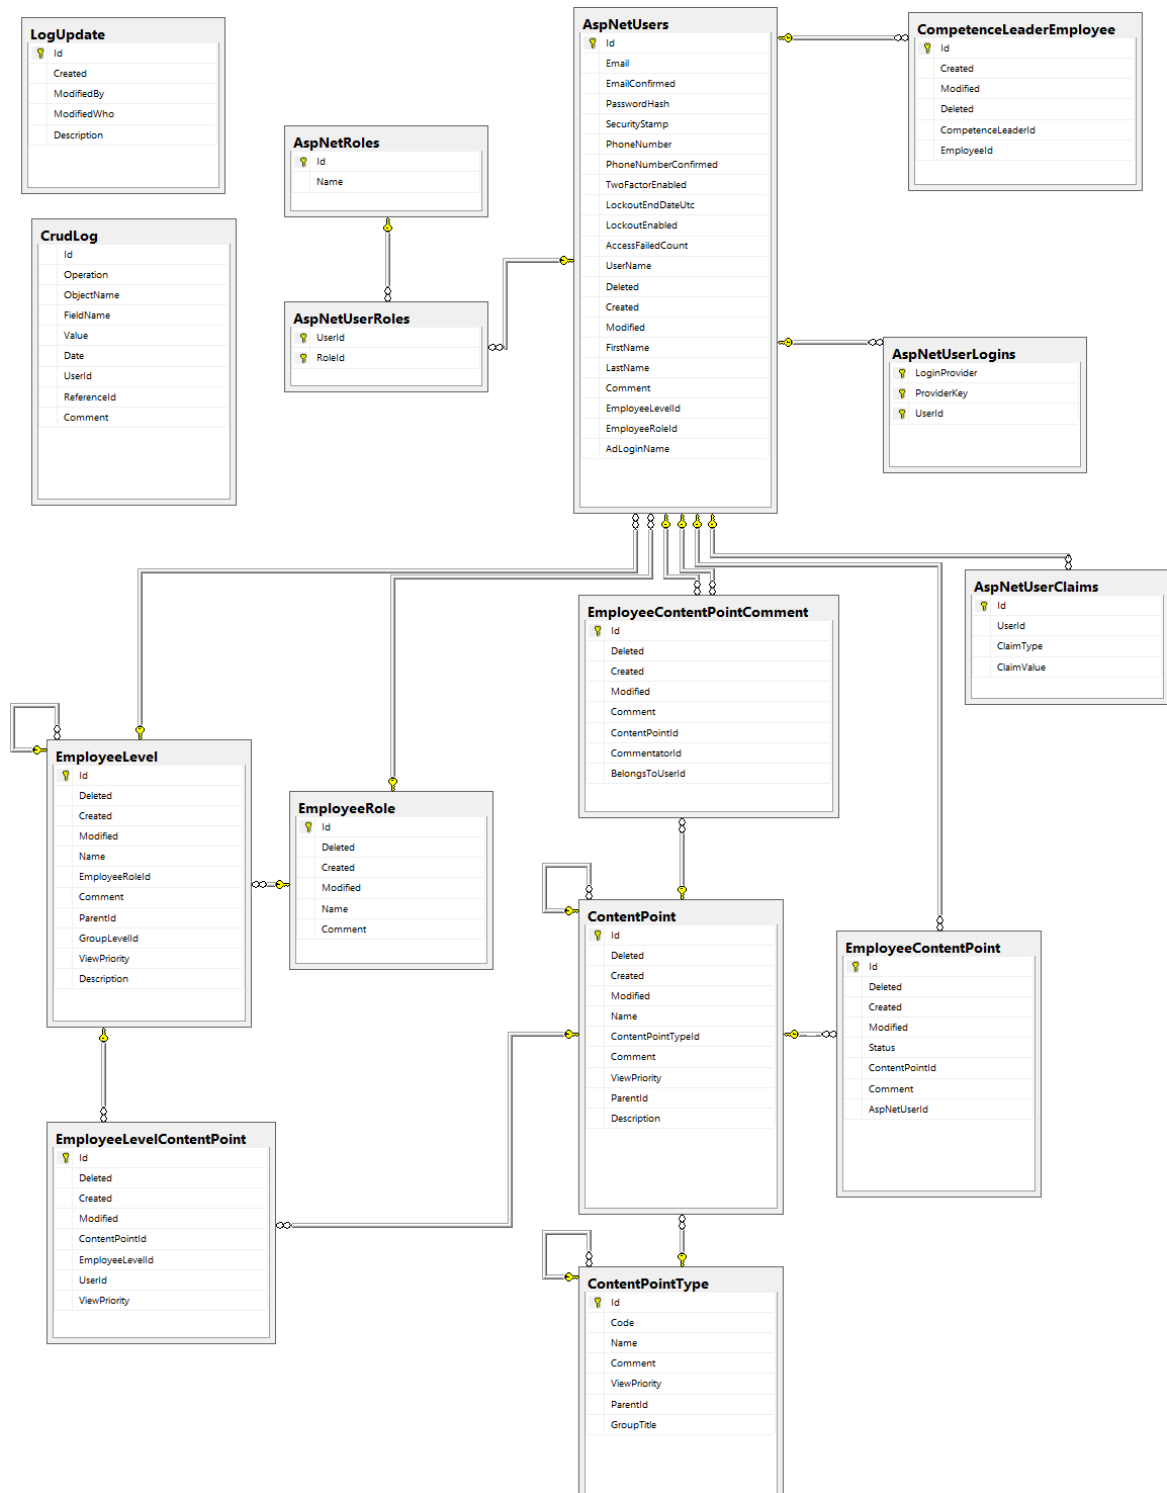 LogUpdate
Id
Created
ModifiedBy
ModifiedWho
Description
CrudLog
Id
Operation
ObjectName
FieldName
Value
Date
UserId
ReferenceId
Comment
AspNetRoles
Id
Name
AspNetUserRoles
UserId
RoleId
AspNetUsers
Id
Email
EmailConfirmed
PasswordHash
SecurityStamp
PhoneNumber
PhoneNumberConfirmed
TwoFactorEnabled
LockoutEndDateUtc
LockoutEnabled
AccessFailedCount
UserName
Deleted
Created
Modified
FirstName
LastName
Comment
EmployeeLevelId
EmployeeRoleId
AdLoginName
CompetenceLeaderEmployee
Id
Created
Modified
Deleted
CompetenceLeaderId
EmployeeId
AspNetUserLogins
LoginProvider
ProviderKey
UserId
AspNetUserClaims
Id
UserId
ClaimType
ClaimValue
EmployeeContentPointComment
Id
Deleted
Created
Modified
Comment
ContentPointId
CommentatorId
BelongsToUserId
EmployeeLevel
Id
Deleted
Created
Modified
Name
EmployeeRoleId
Comment
ParentId
GroupLevelId
ViewPriority
Description
EmployeeRole
Id
Deleted
Created
Modified
Name
Comment
ContentPoint
Id
Deleted
Created
Modified
Name
ContentPointTypeId
Comment
ViewPriority
ParentId
Description
EmployeeContentPoint
Id
Deleted
Created
Modified
Status
ContentPointId
Comment
AspNetUserId
EmployeeLevelContentPoint
Id
Deleted
Created
Modified
ContentPointId
EmployeeLevelId
UserId
ViewPriority
ContentPointType
Id
Code
Name
Comment
ViewPriority
ParentId
GroupTitle